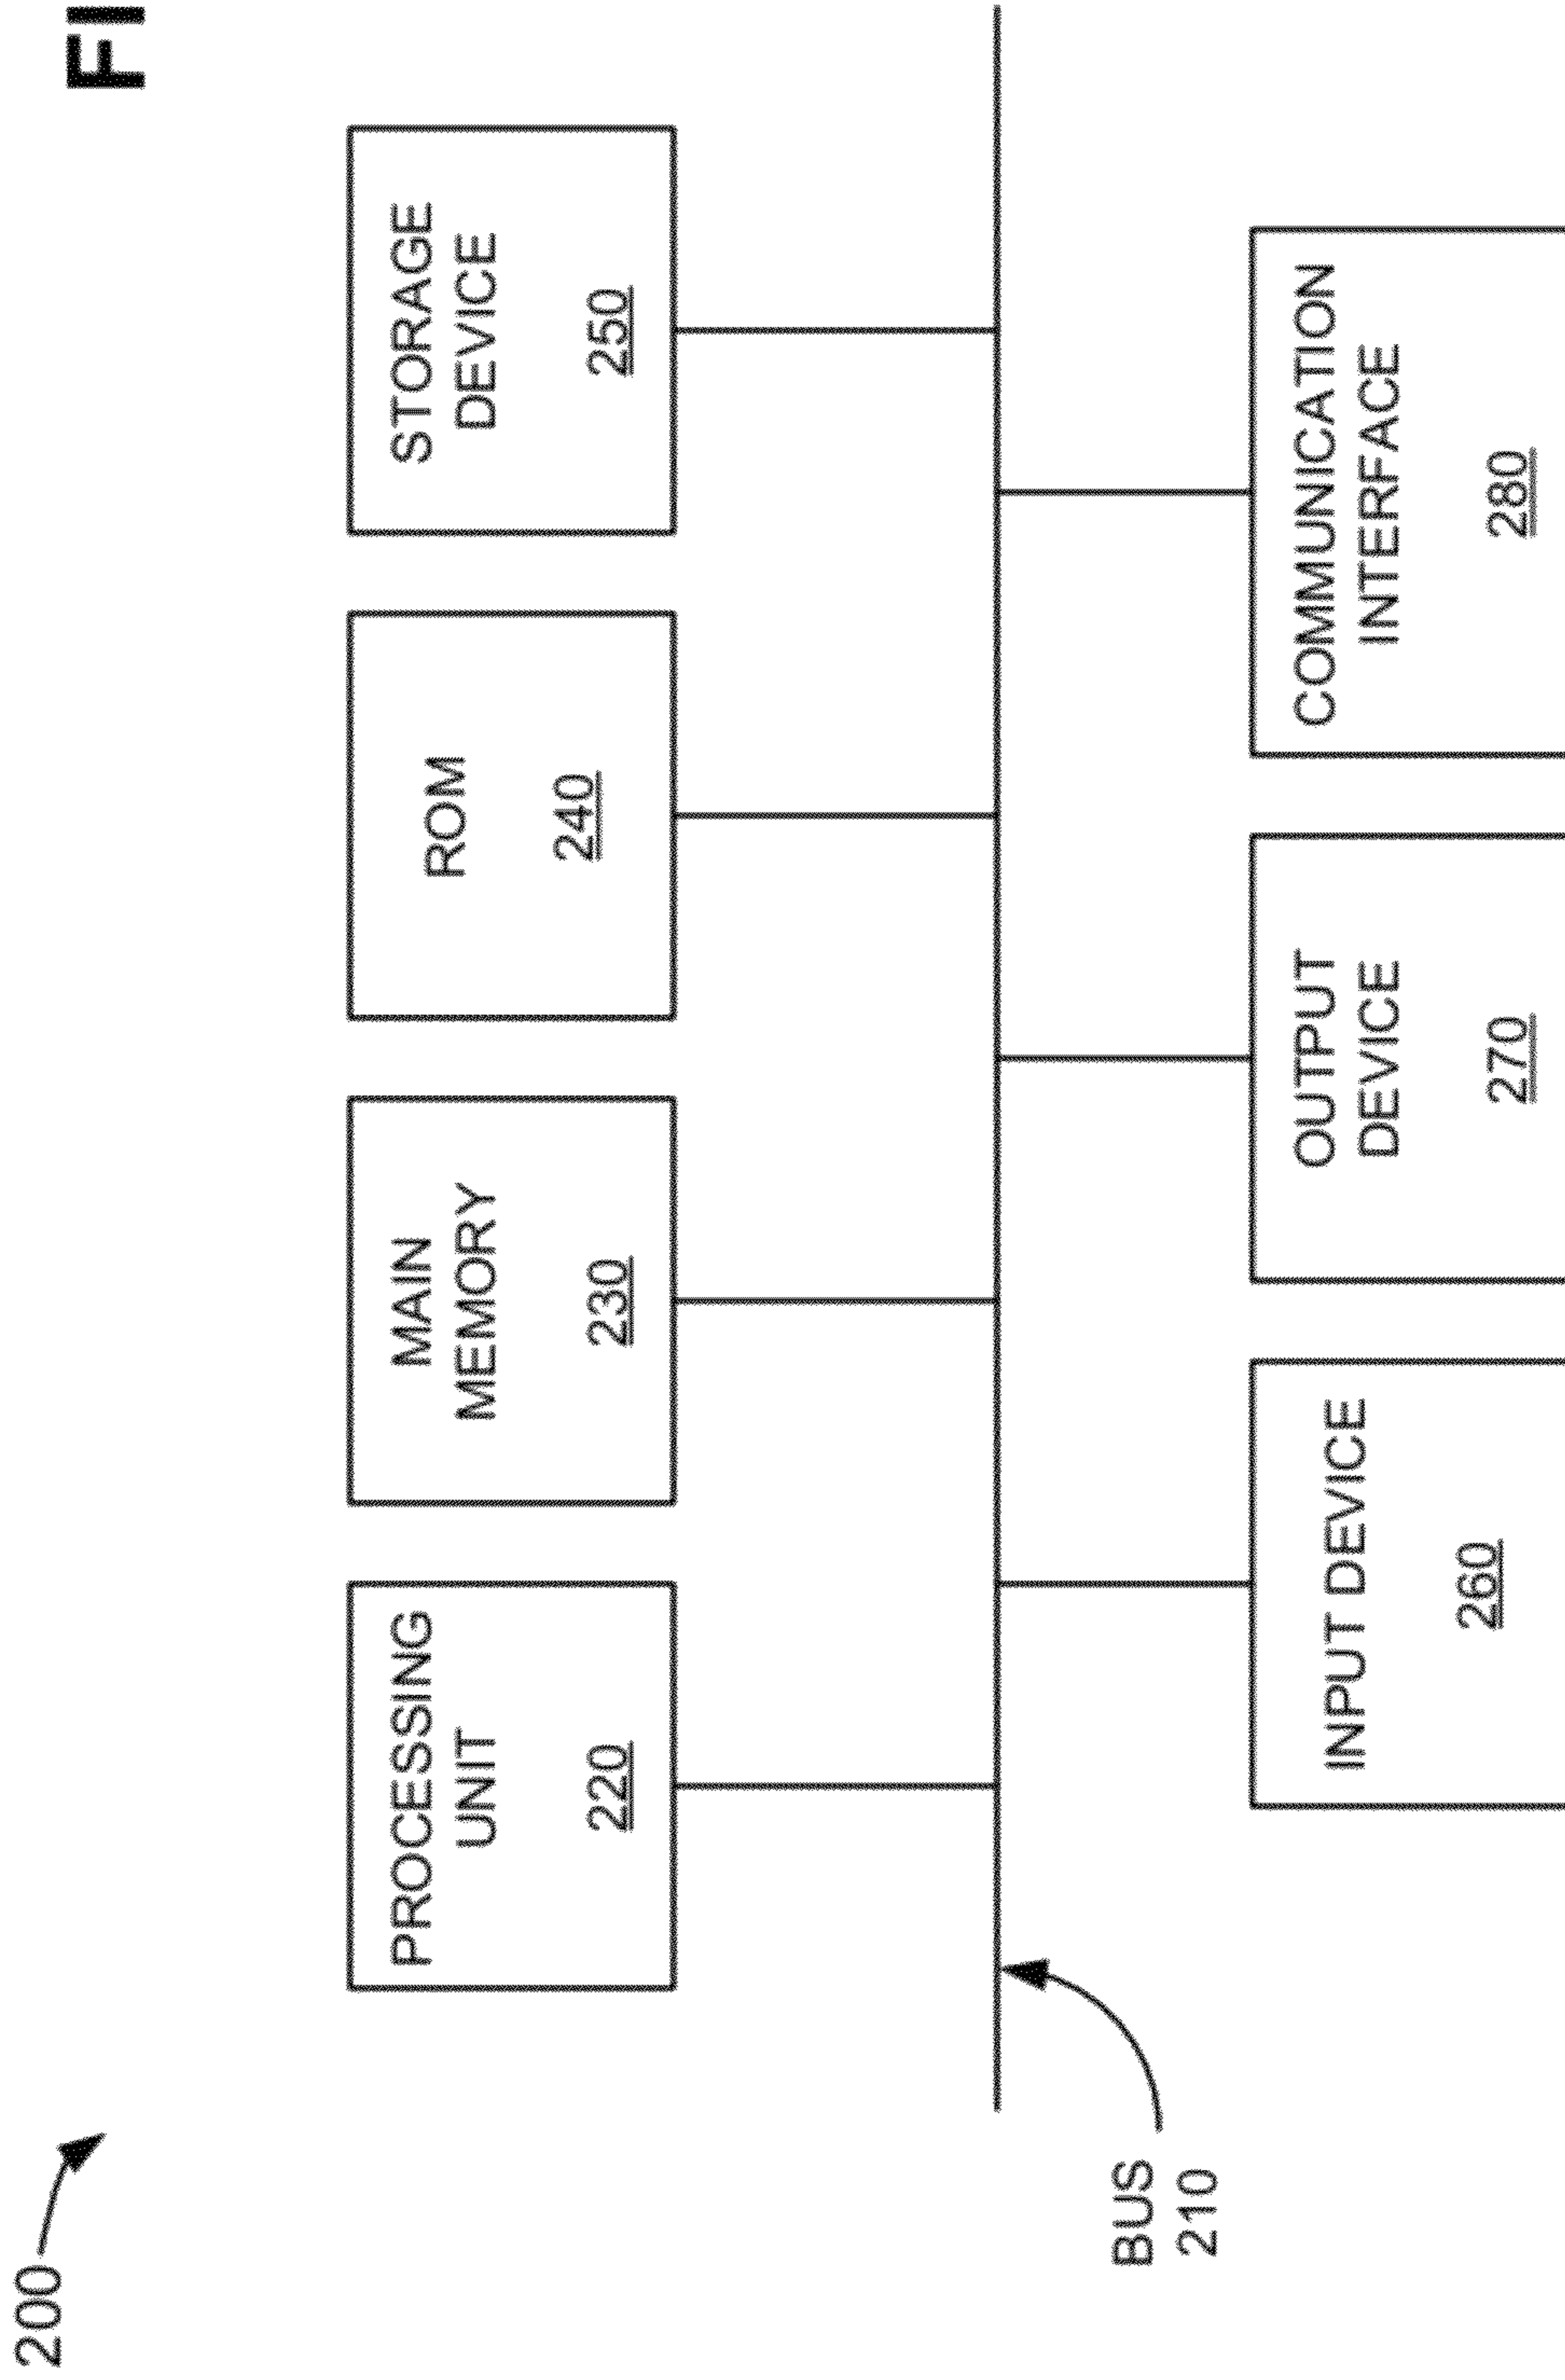 200
FI
PROCESSING
UNIT
220
MAIN
MEMORY
230
ROM
240
STORAGE
DEVICE
250
BUS
210
INPUT DEVICE
260
OUTPUT
DEVICE
270
COMMUNICATION
INTERFACE
280